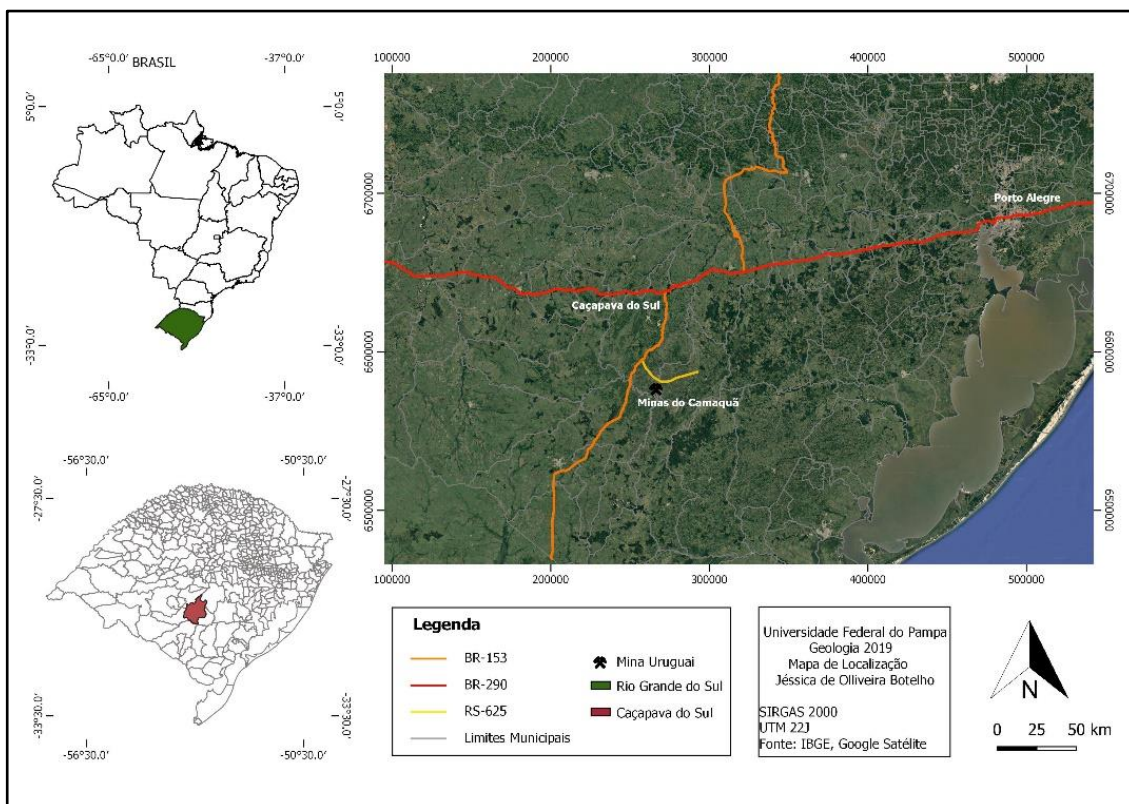 BRASIL
-65°0.0'
-37°0.0'
5°0.0'
5°0.0'
-33°0.0'
-33°0.0'
-65°0.0'
-37°0.0'
-56°30.0'
-50°30.0'
-27°30.0'
-27°30.0'
-33°30.0'
-33°30.0'
-56°30.0'
-50°30.0'
100000
200000
300000
400000
500000
6700000
6700000
6600000
6600000
6500000
6500000
Porto Alegre
Caçapava do Sul
Minas do Camaquã
100000
200000
300000
400000
500000
Legenda
BR-153
BR-290
RS-625
Limites Municipais
Mina Uruguai
Rio Grande do Sul
Caçapava do Sul
Universidade Federal do Pampa
Geologia 2019
Mapa de Localização
Jéssica de Olliveira Botelho
SIRGAS 2000
UTM 22J
Fonte: IBGE, Google Satélite
N
0 25 50 km